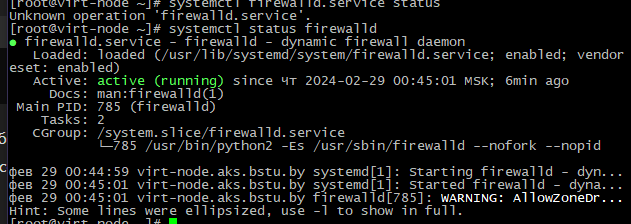 [root@virt-node ~]# systemctl firewalld.service status
Unknown operation 'firewalld.service'.
[root@virt-node ~]# systemctl status firewalld
● firewalld.service - firewalld - dynamic firewall daemon
Loaded: loaded (/usr/lib/systemd/system/firewalld.service; enabled; vendor
eset: enabled)
Active: active (running) since Чт 2024-02-29 00:45:01 MSK; 6min ago
Docs: man:firewalld(1)
Main PID: 785 (firewalld)
Tasks: 2
CGroup: /system.slice/firewalld.service
└─785 /usr/bin/python2 -Es /usr/sbin/firewalld --nofork --nopid
фев 29 00:44:59 virt-node.aks.bstu.by systemd[1]: Starting firewalld - dyn...
фев 29 00:45:01 virt-node.aks.bstu.by systemd[1]: Started firewalld - dyna...
фев 29 00:45:01 virt-node.aks.bstu.by firewalld[785]: WARNING: AllowZoneDr...
Hint: Some lines were ellipsized, use -l to show in full.
[root@virt-node ~]#